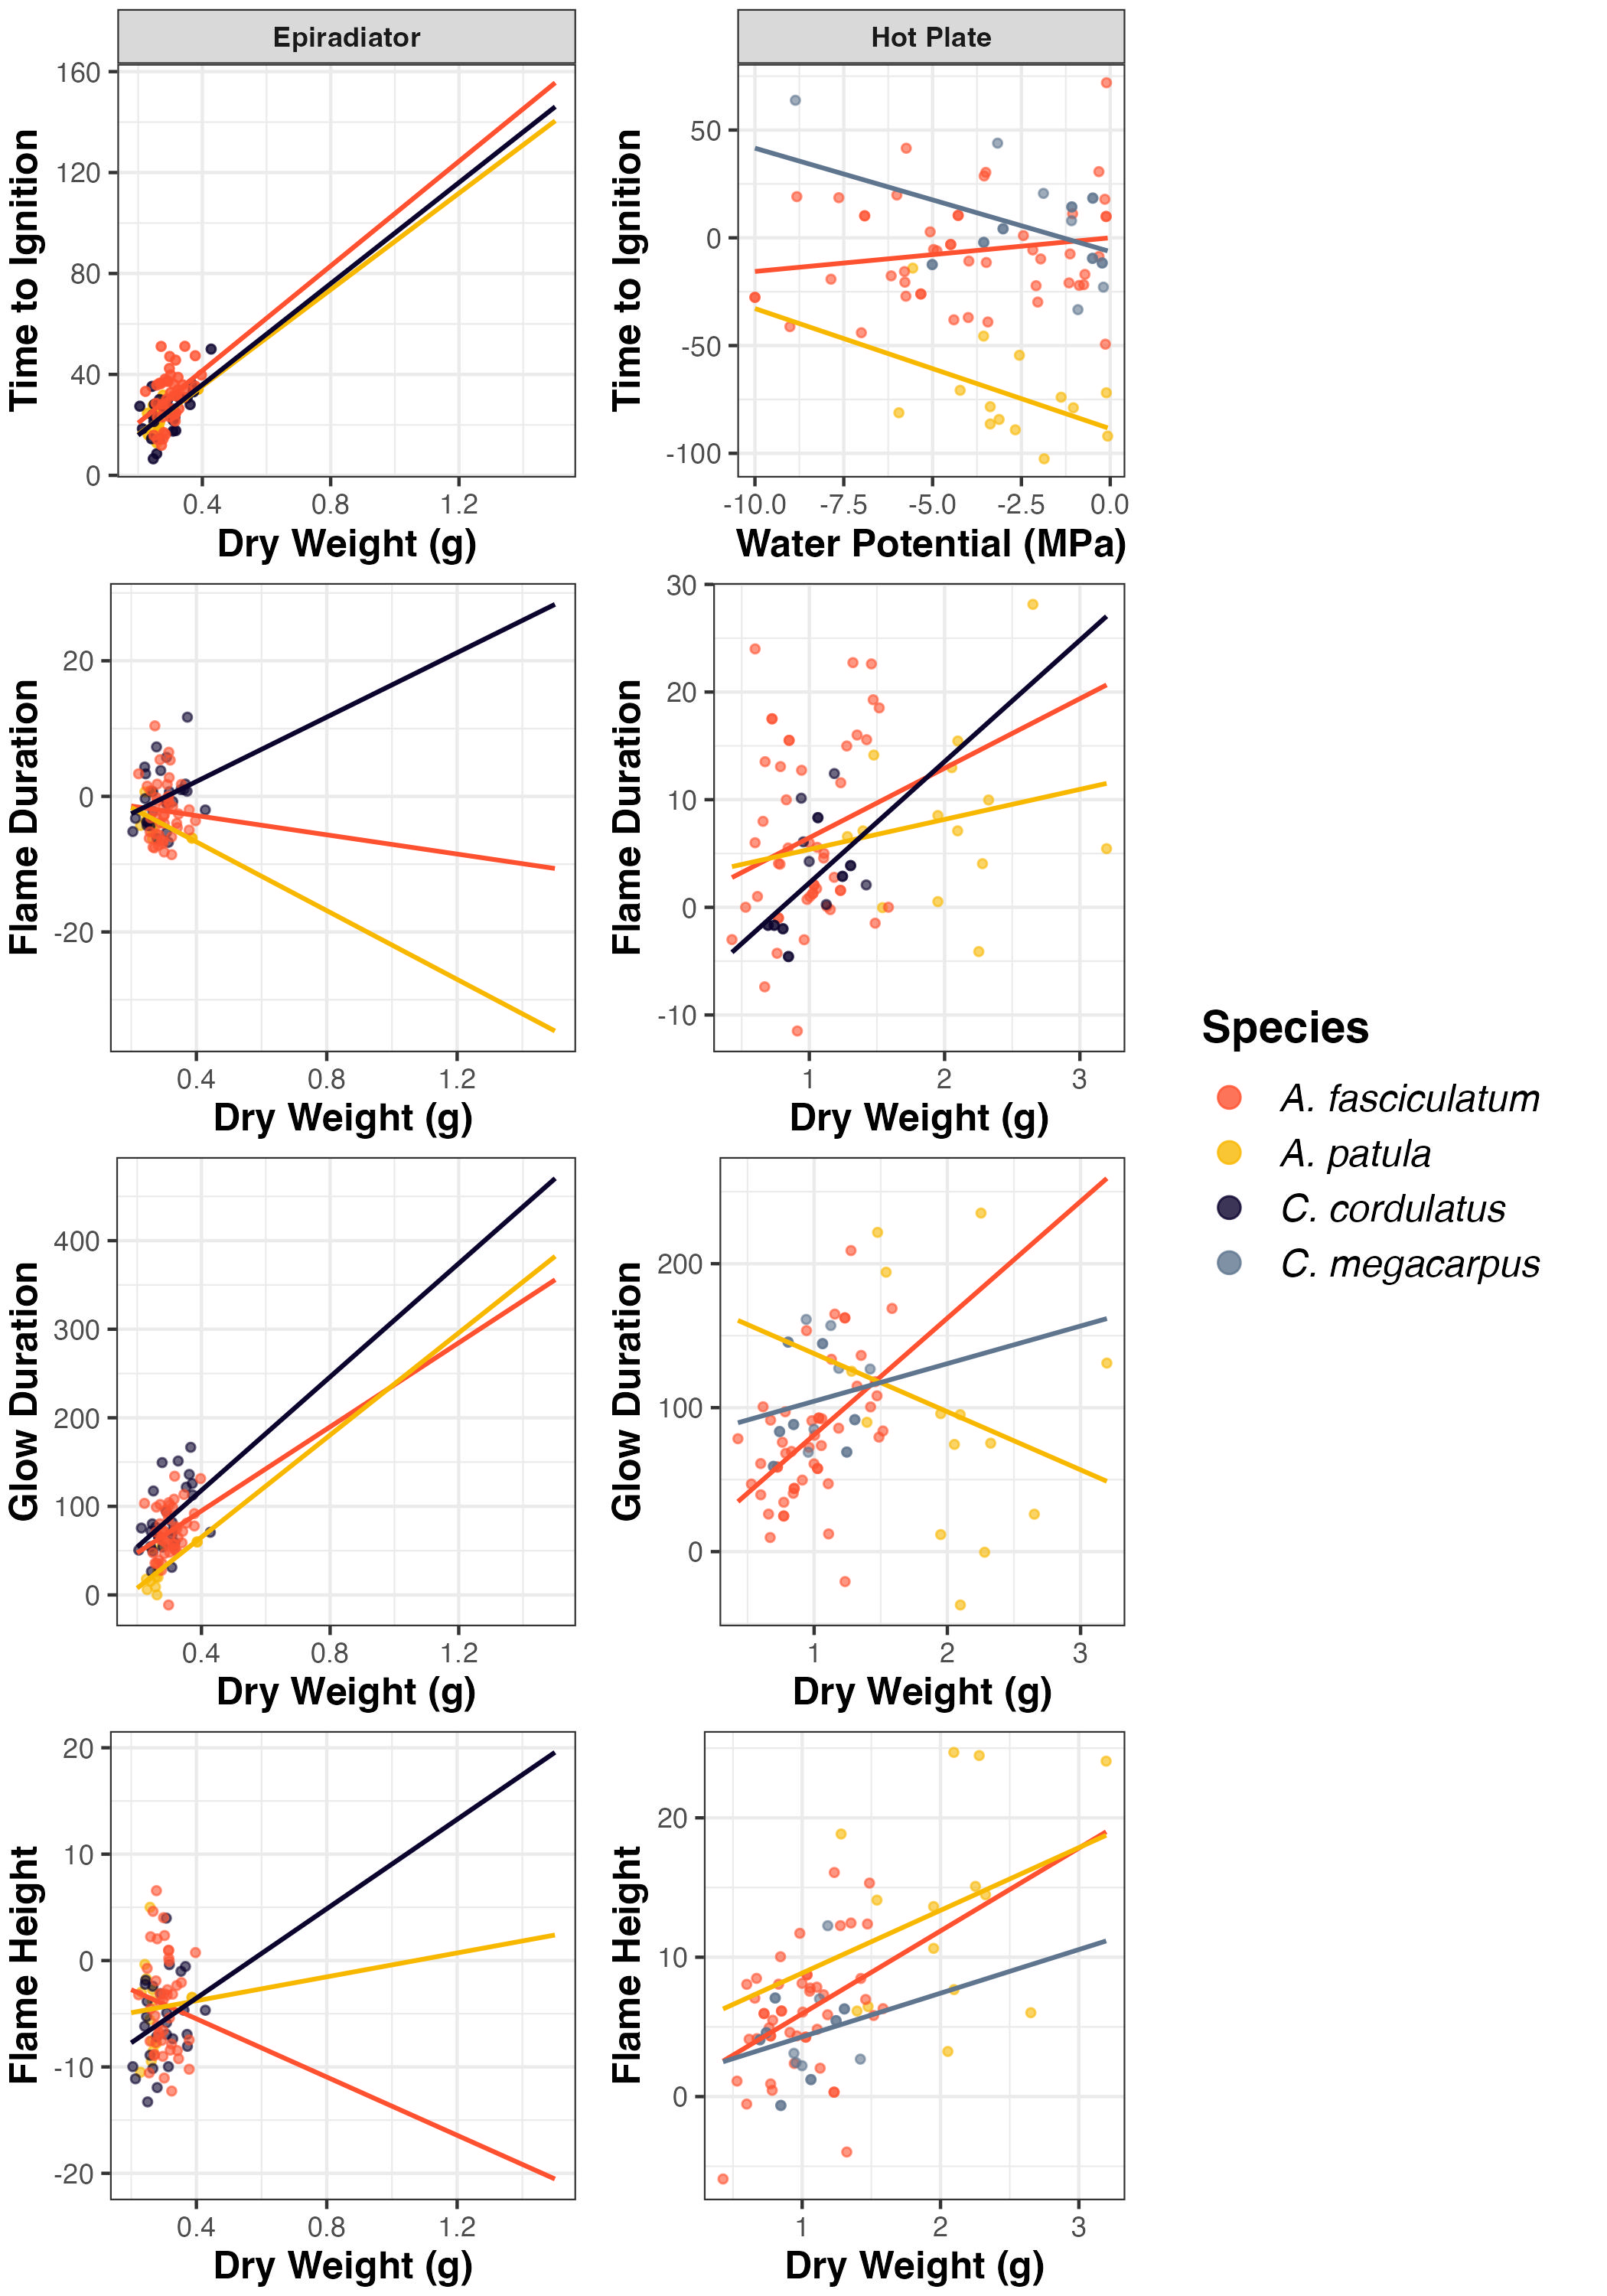 Epiradiator
Hot Plate
Time to Ignition
160
120
80
40
0
0.4 0.8 1.2
Dry Weight (g)
Time to Ignition
50
0
-50
-100
-10.0 -7.5 -5.0 -2.5 0.0
Water Potential (MPa)
Flame Duration
20
0
-20
0.4 0.8 1.2
Dry Weight (g)
Flame Duration
30
20
10
0
-10
1 2 3
Dry Weight (g)
Species
A. fasciculatum
A. patula
C. cordulatus
C. megacarpus
Glow Duration
400
300
200
100
0
0.4 0.8 1.2
Dry Weight (g)
Glow Duration
200
100
0
1 2 3
Dry Weight (g)
Flame Height
20
10
0
-10
-20
0.4 0.8 1.2
Dry Weight (g)
Flame Height
20
10
0
1 2 3
Dry Weight (g)